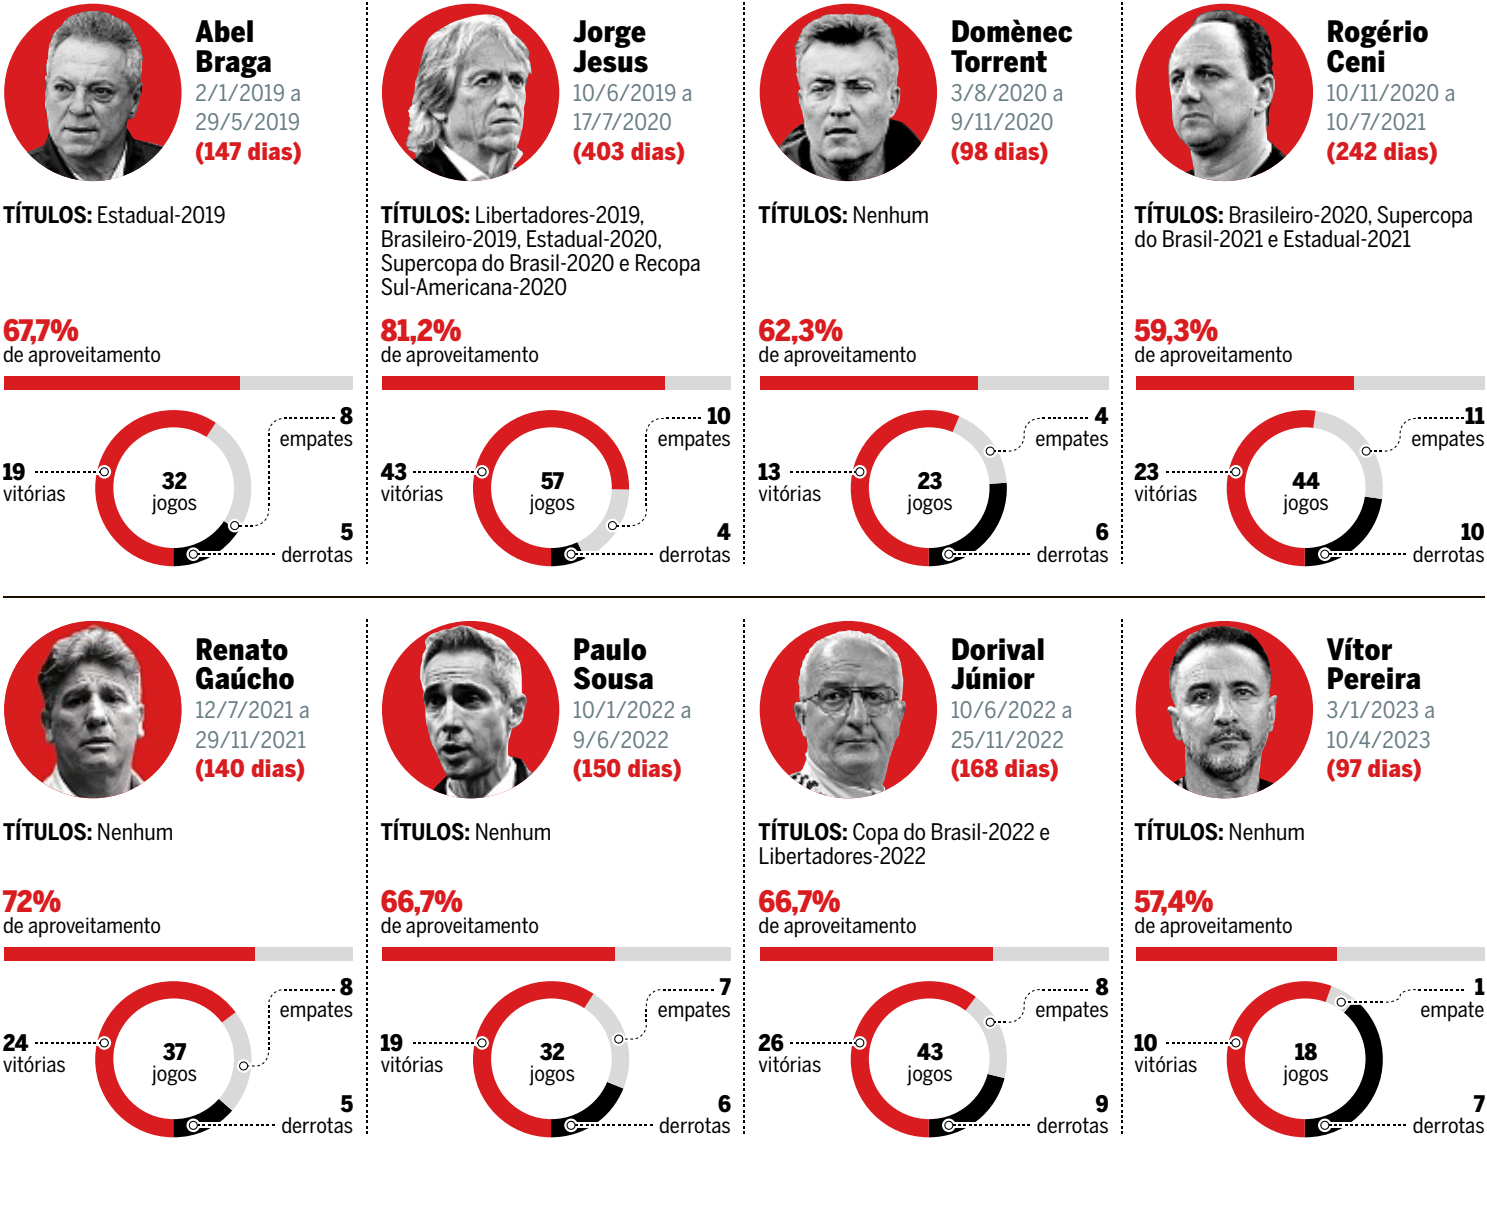 Abel
Braga
2/1/2019 a
29/5/2019
(147 dias)
TÍTULOS: Estadual-2019
67,7%
de aproveitamento
8
empates
19
vitórias
32
jogos
5
derrotas
Jorge
Jesus
10/6/2019 a
17/7/2020
(403 dias)
TÍTULOS: Libertadores-2019,
Brasileiro-2019, Estadual-2020,
Supercopa do Brasil-2020 e Recopa
Sul-Americana-2020
81,2%
de aproveitamento
10
empates
43
vitórias
57
jogos
4
derrotas
Domènec
Torrent
3/8/2020 a
9/11/2020
(98 dias)
TÍTULOS: Nenhum
62,3%
de aproveitamento
4
empates
13
vitórias
23
jogos
6
derrotas
Rogério
Ceni
10/11/2020 a
10/7/2021
(242 dias)
TÍTULOS: Brasileiro-2020, Supercopa
do Brasil-2021 e Estadual-2021
59,3%
de aproveitamento
11
empates
23
vitórias
44
jogos
10
derrotas
Renato
Gaúcho
12/7/2021 a
29/11/2021
(140 dias)
TÍTULOS: Nenhum
72%
de aproveitamento
8
empates
24
vitórias
37
jogos
5
derrotas
Paulo
Sousa
10/1/2022 a
9/6/2022
(150 dias)
TÍTULOS: Nenhum
66,7%
de aproveitamento
7
empates
19
vitórias
32
jogos
6
derrotas
Dorival
Júnior
10/6/2022 a
25/11/2022
(168 dias)
TÍTULOS: Copa do Brasil-2022 e
Libertadores-2022
66,7%
de aproveitamento
8
empates
26
vitórias
43
jogos
9
derrotas
Vítor
Pereira
3/1/2023 a
10/4/2023
(97 dias)
TÍTULOS: Nenhum
57,4%
de aproveitamento
1
empate
10
vitórias
18
jogos
7
derrotas